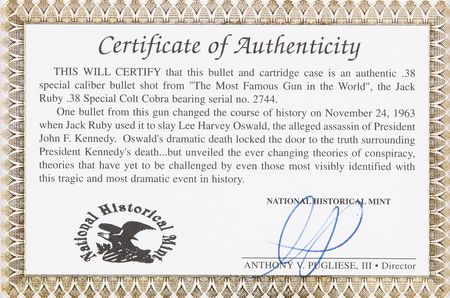 Certificate of Authenticity
THIS WILL CERTIFY that this bullet and cartridge case is an authentic .38
special caliber bullet shot from "The Most Famous Gun in the World", the Jack
Ruby .38 Special Colt Cobra bearing serial no. 2744.
One bullet from this gun changed the course of history on November 24, 1963
when Jack Ruby used it to slay Lee Harvey Oswald, the alleged assassin of President
John F. Kennedy. Oswald's dramatic death locked the door to the truth surrounding
President Kennedy's death...but unveiled the ever changing theories of conspiracy,
theories that have yet to be challenged by even those most visibly identified with
this tragic and most dramatic event in history.
NATIONAL HISTORICAL MINT
National Historical Mint
ANTHONY V. PUGLIESE, III • Director